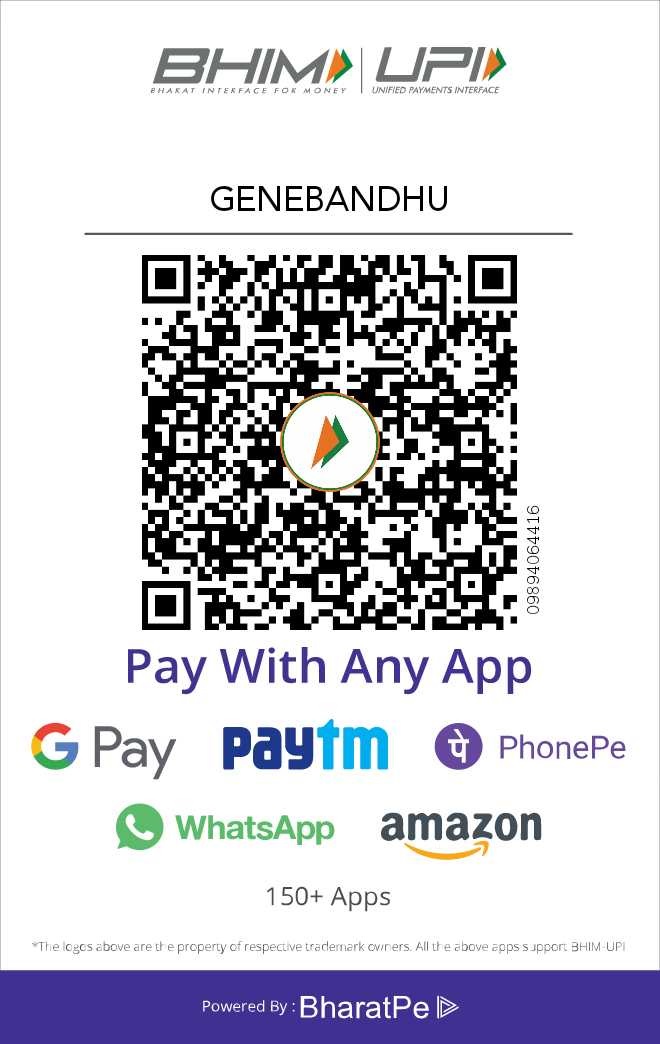 BHIM UPI
BHARAT INTERFACE FOR MONEY UNIFIED PAYMENTS INTERFACE
GENEBANDHU
09894064416
Pay With Any App
G Pay paytm पे PhonePe
WhatsApp amazon
150+ Apps
*The logos above are the property of respective trademark owners. All the above apps support BHIM-UPI
Powered By : BharatPe